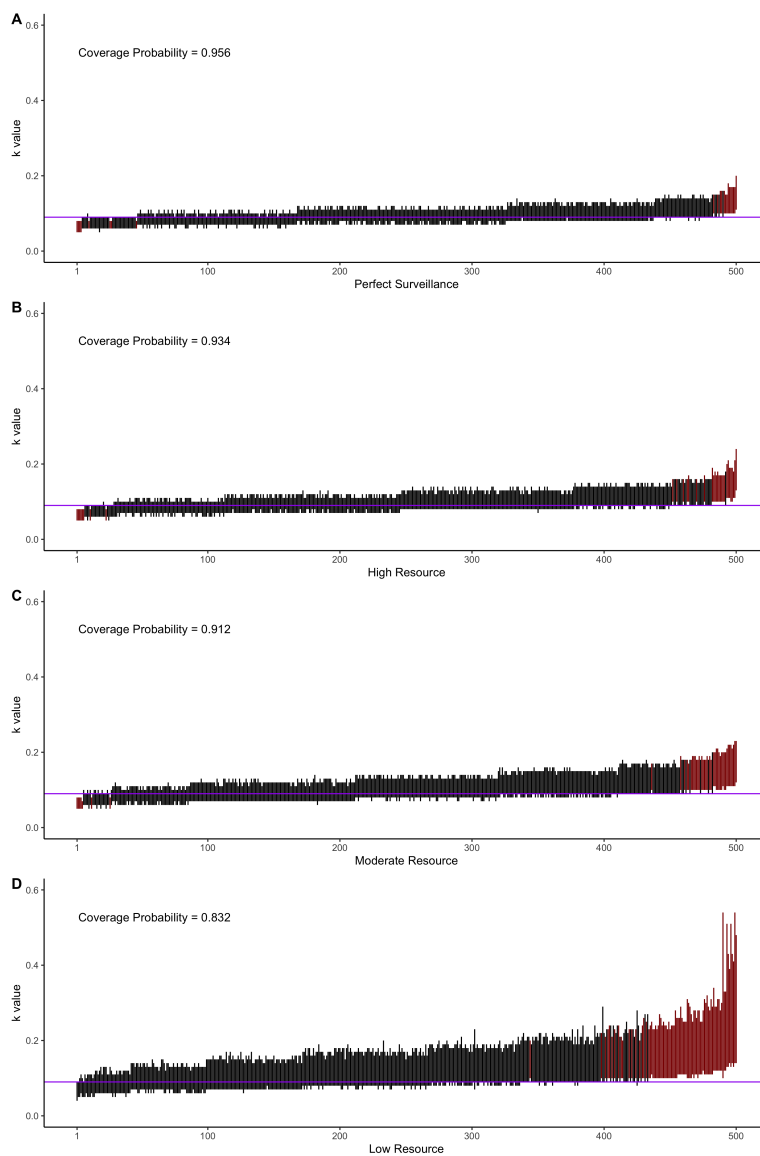 A
0.6
Coverage Probability = 0.956
0.4
k value
0.2
0.0
1 100 200 300 400 500
Perfect Surveillance
B
0.6
Coverage Probability = 0.934
0.4
k value
0.2
0.0
1 100 200 300 400 500
High Resource
C
0.6
Coverage Probability = 0.912
0.4
k value
0.2
0.0
1 100 200 300 400 500
Moderate Resource
D
0.6
Coverage Probability = 0.832
0.4
k value
0.2
0.0
1 100 200 300 400 500
Low Resource